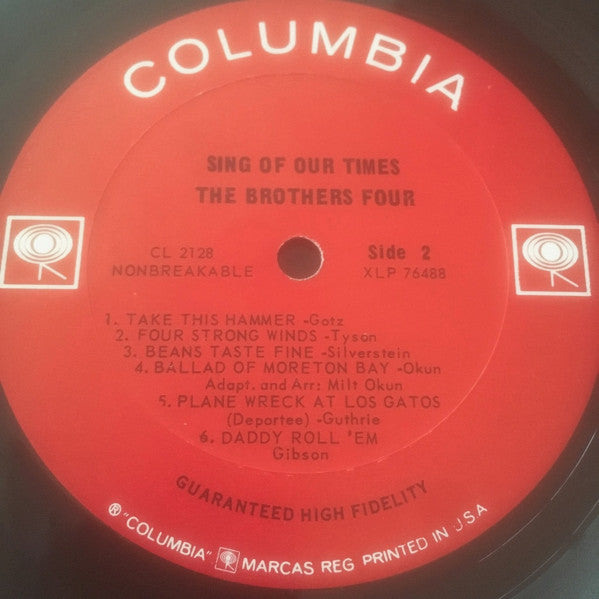 COLUMBIA
SING OF OUR TIMES
THE BROTHERS FOUR
CL 2128 Side 2
NONBREAKABLE XLP 76488
1. TAKE THIS HAMMER -Gotz
2. FOUR STRONG WINDS -Tyson
3. BEANS TASTE FINE -Silverstein
4. BALLAD OF MORETON BAY -Okun
Adapt. and Arr: Milt Okun
5. PLANE WRECK AT LOS GATOS
(Deportee) -Guthrie
6. DADDY ROLL 'EM
Gibson
GUARANTEED HIGH FIDELITY
® "COLUMBIA" MARCAS REG PRINTED IN U.S.A